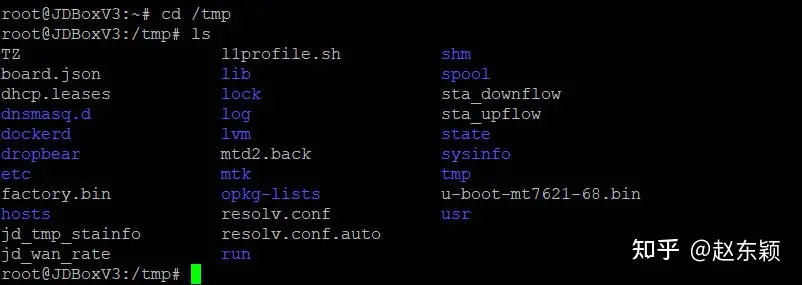 root@JDBoxV3:~# cd /tmp
root@JDBoxV3:/tmp# ls
TZ l1profile.sh shm
board.json lib spool
dhcp.leases lock sta_downflow
dnsmasq.d log sta_upflow
dockerd lvm state
dropbear mtd2.back sysinfo
etc mtk tmp
factory.bin opkg-lists u-boot-mt7621-68.bin
hosts resolv.conf usr
jd_tmp_stainfo resolv.conf.auto
jd_wan_rate run
root@JDBoxV3:/tmp#
知乎 @赵东颖